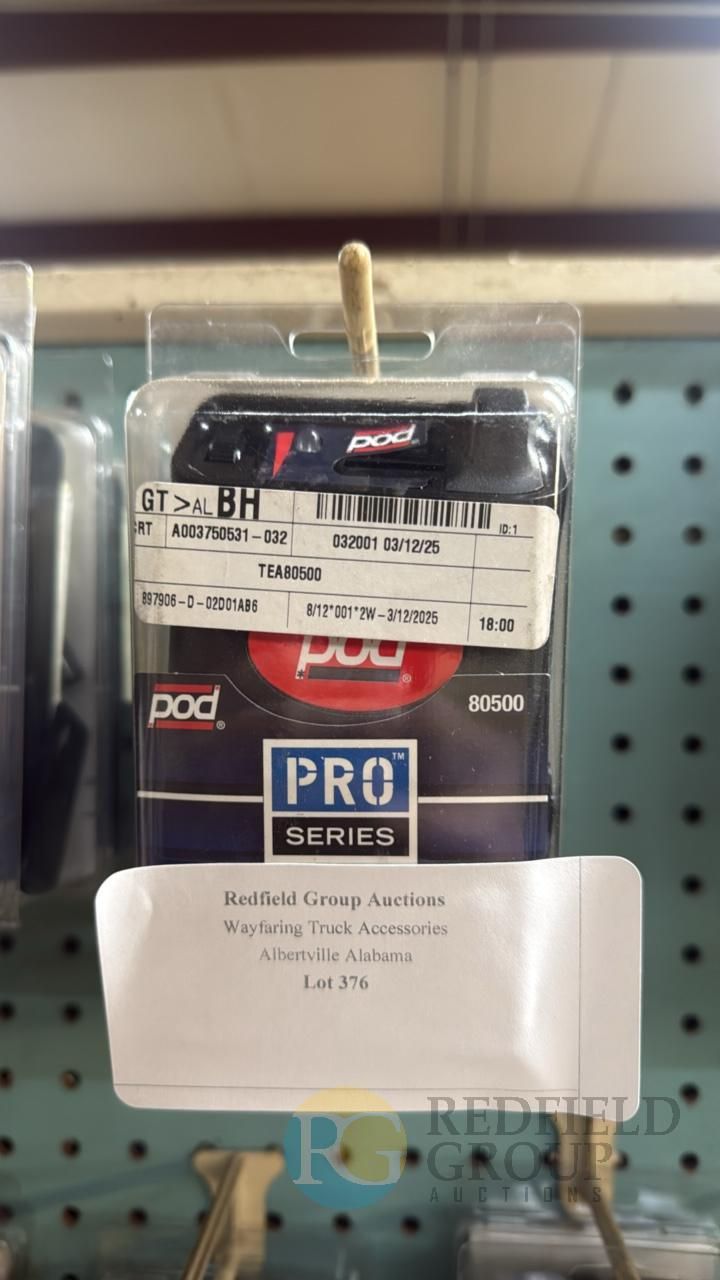 pod
GT >AL BH
ID:1
A003750531-032
032001 03/12/25
TEA80500
897906-D-02D01AB6
8/12*001*2W-3/12/2025
18:00
pod®
pod®
80500
PRO™
SERIES
Redfield Group Auctions
Wayfaring Truck Accessories
Albertville Alabama
Lot 376
RG
REDFIELD
GROUP
AUCTIONS